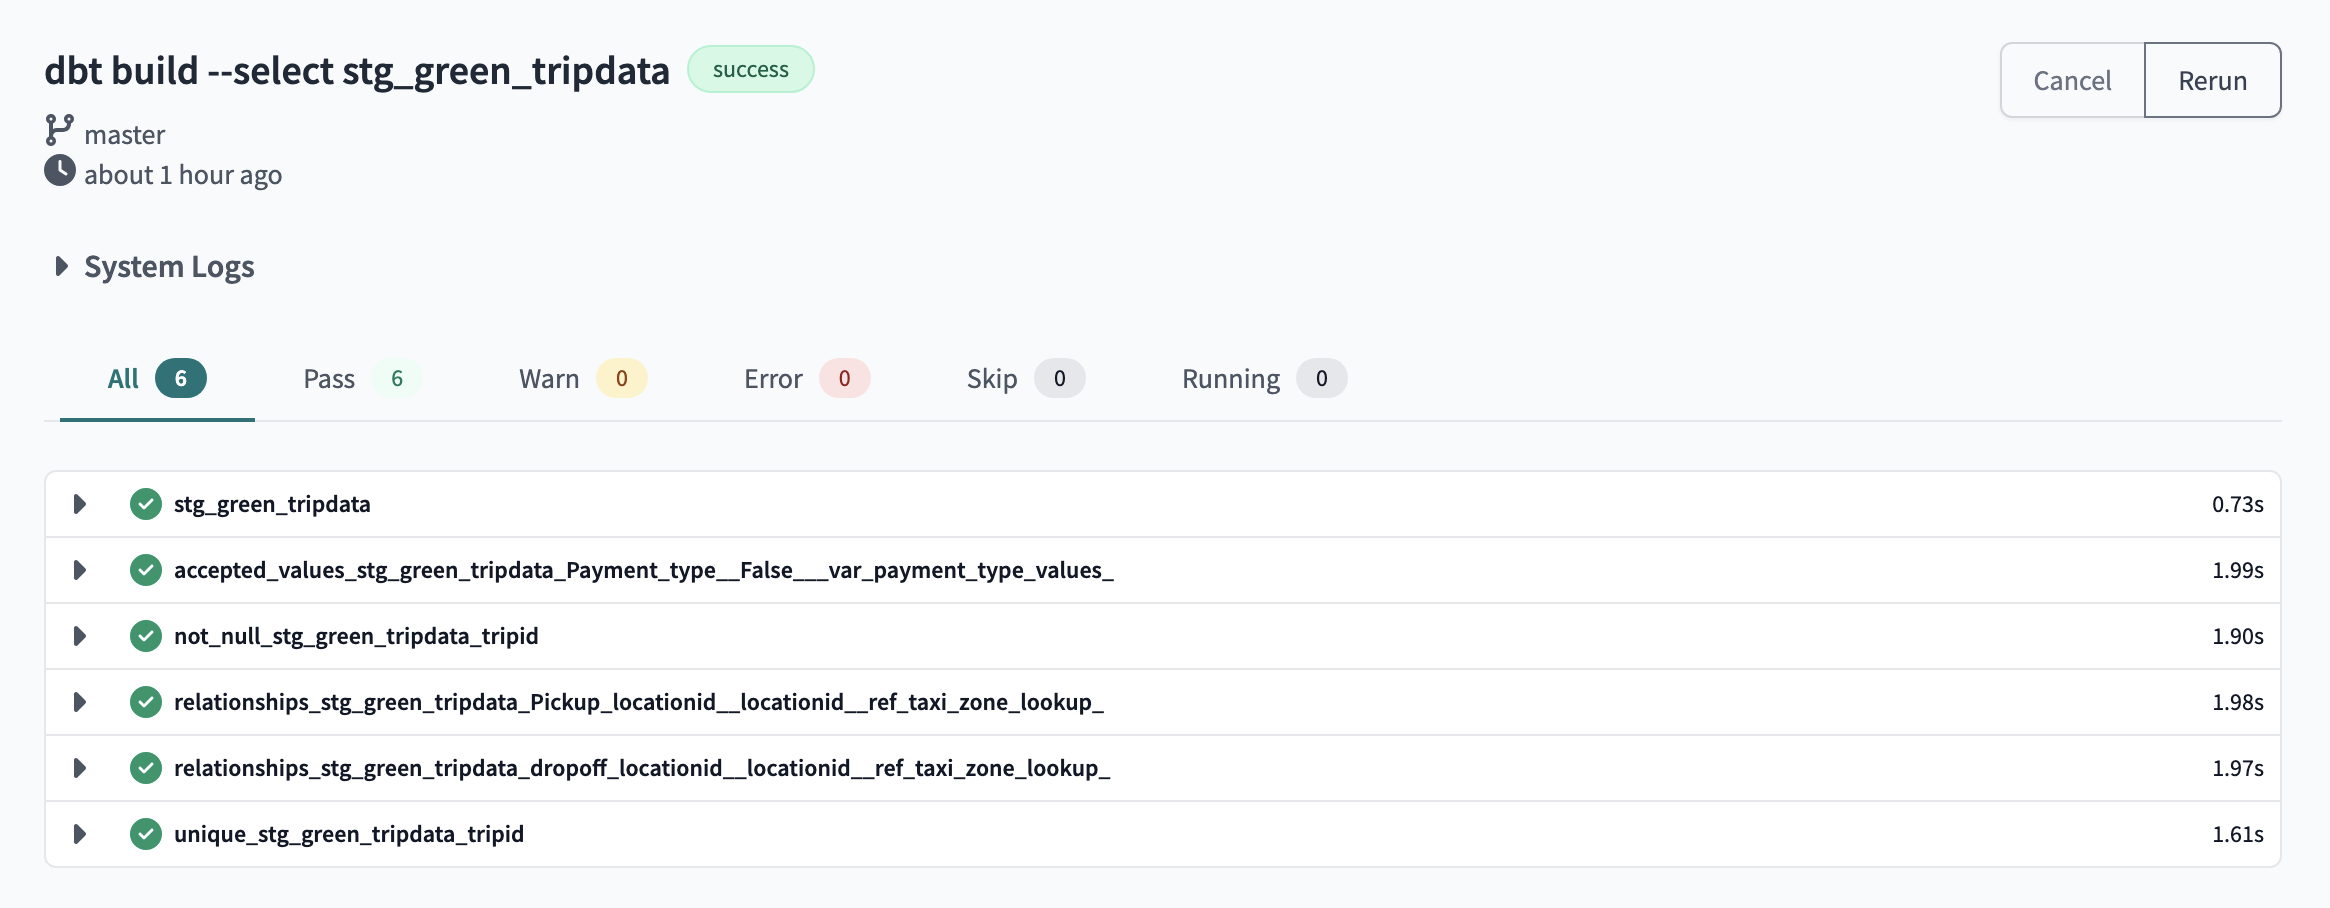 dbt build --select stg_green_tripdata success
Cancel Rerun
master
about 1 hour ago
System Logs
All 6 Pass 6 Warn 0 Error 0 Skip 0 Running 0
stg_green_tripdata 0.73s
accepted_values_stg_green_tripdata_Payment_type__False___var_payment_type_values_ 1.99s
not_null_stg_green_tripdata_tripid 1.90s
relationships_stg_green_tripdata_Pickup_locationid__locationid__ref_taxi_zone_lookup_ 1.98s
relationships_stg_green_tripdata_dropoff_locationid__locationid__ref_taxi_zone_lookup_ 1.97s
unique_stg_green_tripdata_tripid 1.61s